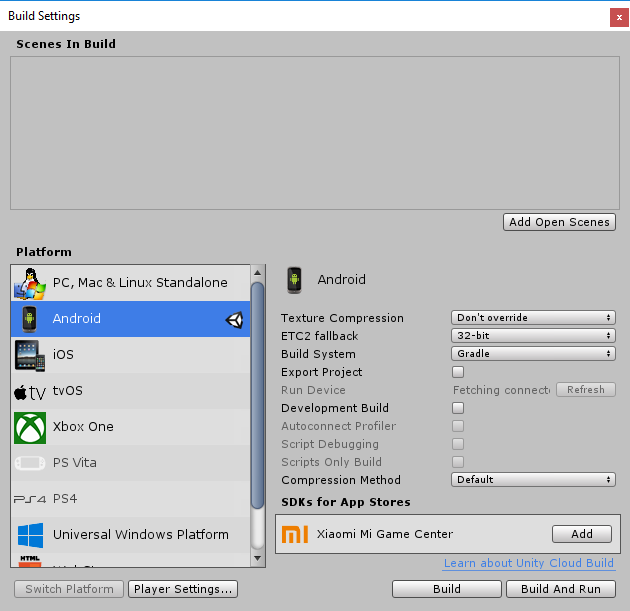 Build Settings
x
Scenes In Build
Add Open Scenes
Platform
PC, Mac & Linux Standalone
Android
iOS
tv tvOS
Xbox One
PS Vita
PS4 PS4
Universal Windows Platform
HTML
Android
Texture Compression Don't override
ETC2 fallback 32-bit
Build System Gradle
Export Project
Run Device Fetching connecte Refresh
Development Build
Autoconnect Profiler
Script Debugging
Scripts Only Build
Compression Method Default
SDKs for App Stores
Xiaomi Mi Game Center Add
Learn about Unity Cloud Build
Switch Platform Player Settings... Build Build And Run